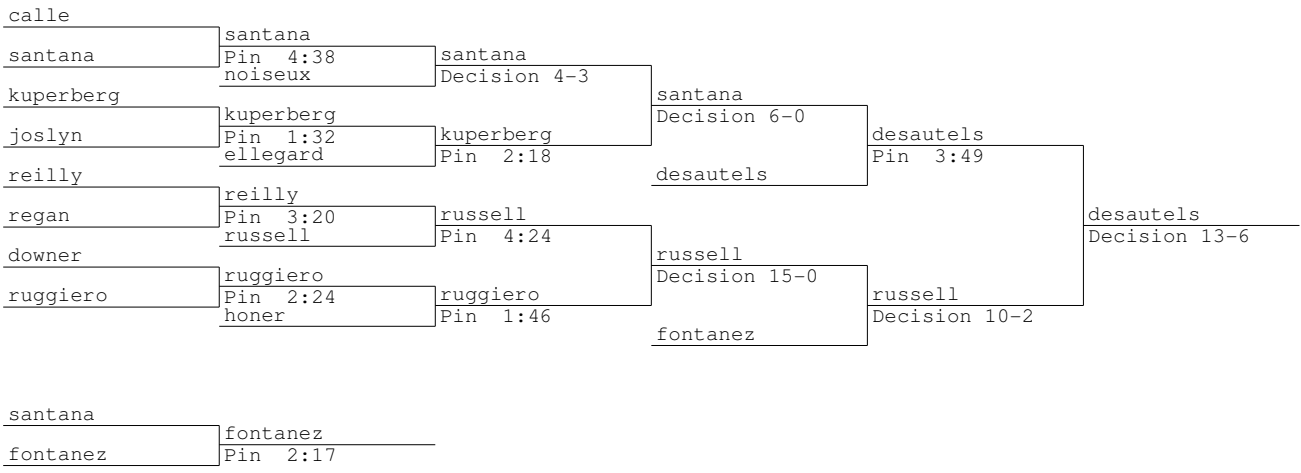 calle
santana
kuperberg
joslyn
reilly
regan
downer
ruggiero
santana
Pin 4:38
noiseux
kuperberg
Pin 1:32
ellegard
reilly
Pin 3:20
russell
ruggiero
Pin 2:24
honer
santana
Decision 4-3
kuperberg
Pin 2:18
russell
Pin 4:24
ruggiero
Pin 1:46
santana
Decision 6-0
desautels
russell
Decision 15-0
fontanez
desautels
Pin 3:49
russell
Decision 10-2
desautels
Decision 13-6
santana
fontanez
fontanez
Pin 2:17